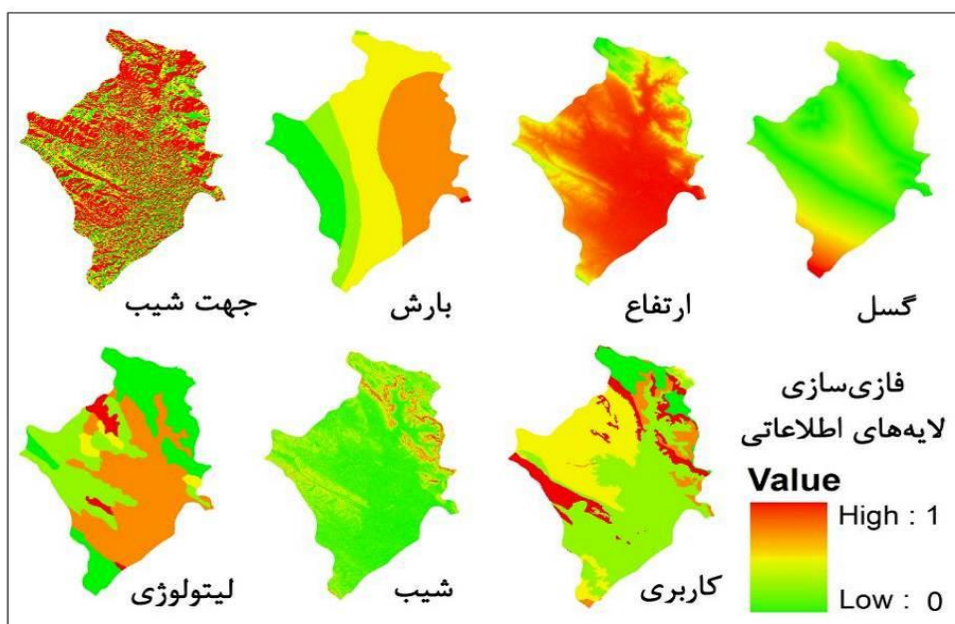 جهت شیب
بارش
ارتفاع
گسل
لیتولوژی
شیب
کاربری
فازی‌سازی
لایه‌های اطلاعاتی
Value
High : 1
Low : 0